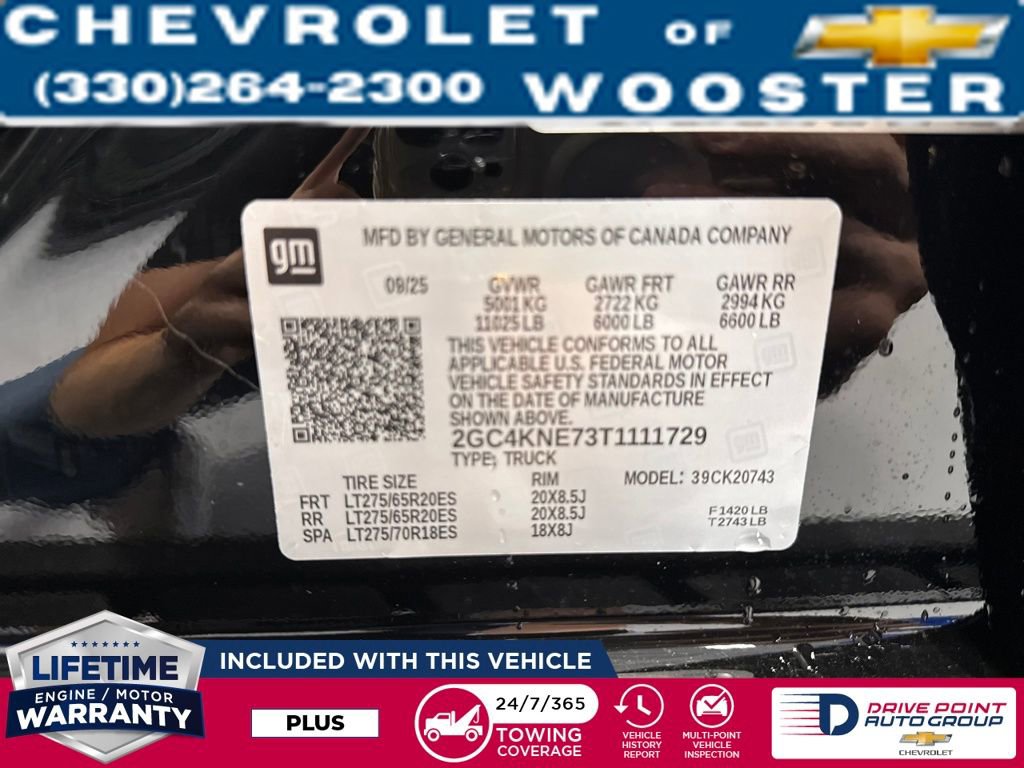 CHEVROLET OF
(330)264-2300 WOOSTER
gm
MFD BY GENERAL MOTORS OF CANADA COMPANY
09/25 GVWR GAWR FRT GAWR RR
5001 KG 2722 KG 2994 KG
11025 LB 6000 LB 6600 LB
THIS VEHICLE CONFORMS TO ALL
APPLICABLE U.S. FEDERAL MOTOR
VEHICLE SAFETY STANDARDS IN EFFECT
ON THE DATE OF MANUFACTURE
SHOWN ABOVE.
2GC4KNE73T1111729
TYPE: TRUCK
TIRE SIZE RIM MODEL: 39CK20743
FRT LT275/65R20ES 20X8.5J
RR LT275/65R20ES 20X8.5J F1420 LB
SPA LT275/70R18ES 18X8J T2743 LB
LIFETIME
ENGINE / MOTOR
WARRANTY
INCLUDED WITH THIS VEHICLE
PLUS
24/7/365
TOWING
COVERAGE
VEHICLE
HISTORY
REPORT
MULTI-POINT
VEHICLE
INSPECTION
DRIVE POINT
AUTO GROUP
CHEVROLET